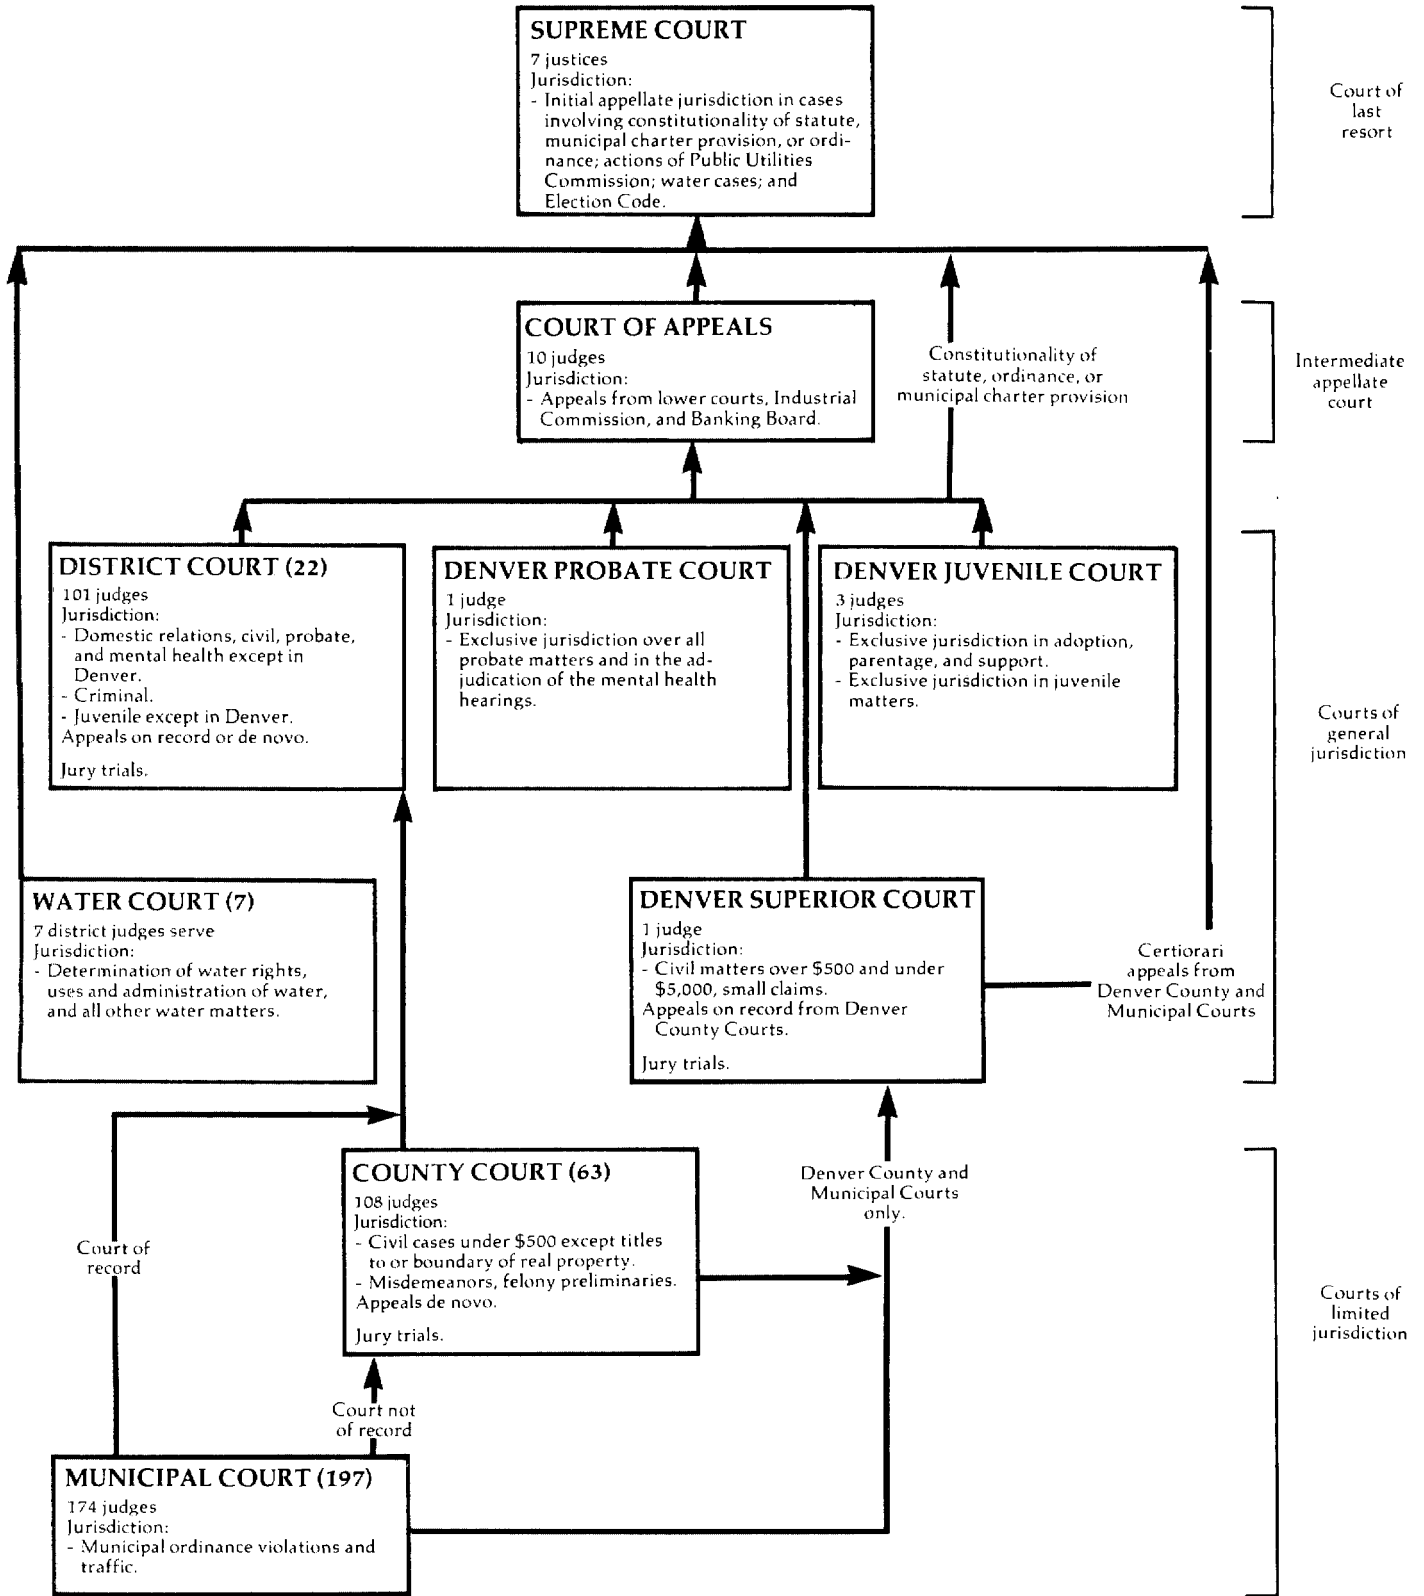 SUPREME COURT
7 justices
Jurisdiction:
- Initial appellate jurisdiction in cases
involving constitutionality of statute,
municipal charter provision, or ordi-
nance; actions of Public Utilities
Commission; water cases; and
Election Code.
Court of
last
resort
COURT OF APPEALS
10 judges
Jurisdiction:
- Appeals from lower courts, Industrial
Commission, and Banking Board.
Constitutionality of
statute, ordinance, or
municipal charter provision
Intermediate
appellate
court
DISTRICT COURT (22)
101 judges
Jurisdiction:
- Domestic relations, civil, probate,
and mental health except in
Denver.
- Criminal.
- Juvenile except in Denver.
Appeals on record or de novo.
Jury trials.
DENVER PROBATE COURT
1 judge
Jurisdiction:
- Exclusive jurisdiction over all
probate matters and in the ad-
judication of the mental health
hearings.
DENVER JUVENILE COURT
3 judges
Jurisdiction:
- Exclusive jurisdiction in adoption,
parentage, and support.
- Exclusive jurisdiction in juvenile
matters.
Courts of
general
jurisdiction
WATER COURT (7)
7 district judges serve
Jurisdiction:
- Determination of water rights,
uses and administration of water,
and all other water matters.
DENVER SUPERIOR COURT
1 judge
Jurisdiction:
- Civil matters over $500 and under
$5,000, small claims.
Appeals on record from Denver
County Courts.
Jury trials.
Certiorari
appeals from
Denver County and
Municipal Courts
COUNTY COURT (63)
108 judges
Jurisdiction:
- Civil cases under $500 except titles
to or boundary of real property.
- Misdemeanors, felony preliminaries.
Appeals de novo.
Jury trials.
Denver County and
Municipal Courts
only.
Court of
record
Courts of
limited
jurisdiction
Court not
of record
MUNICIPAL COURT (197)
174 judges
Jurisdiction:
- Municipal ordinance violations and
traffic.